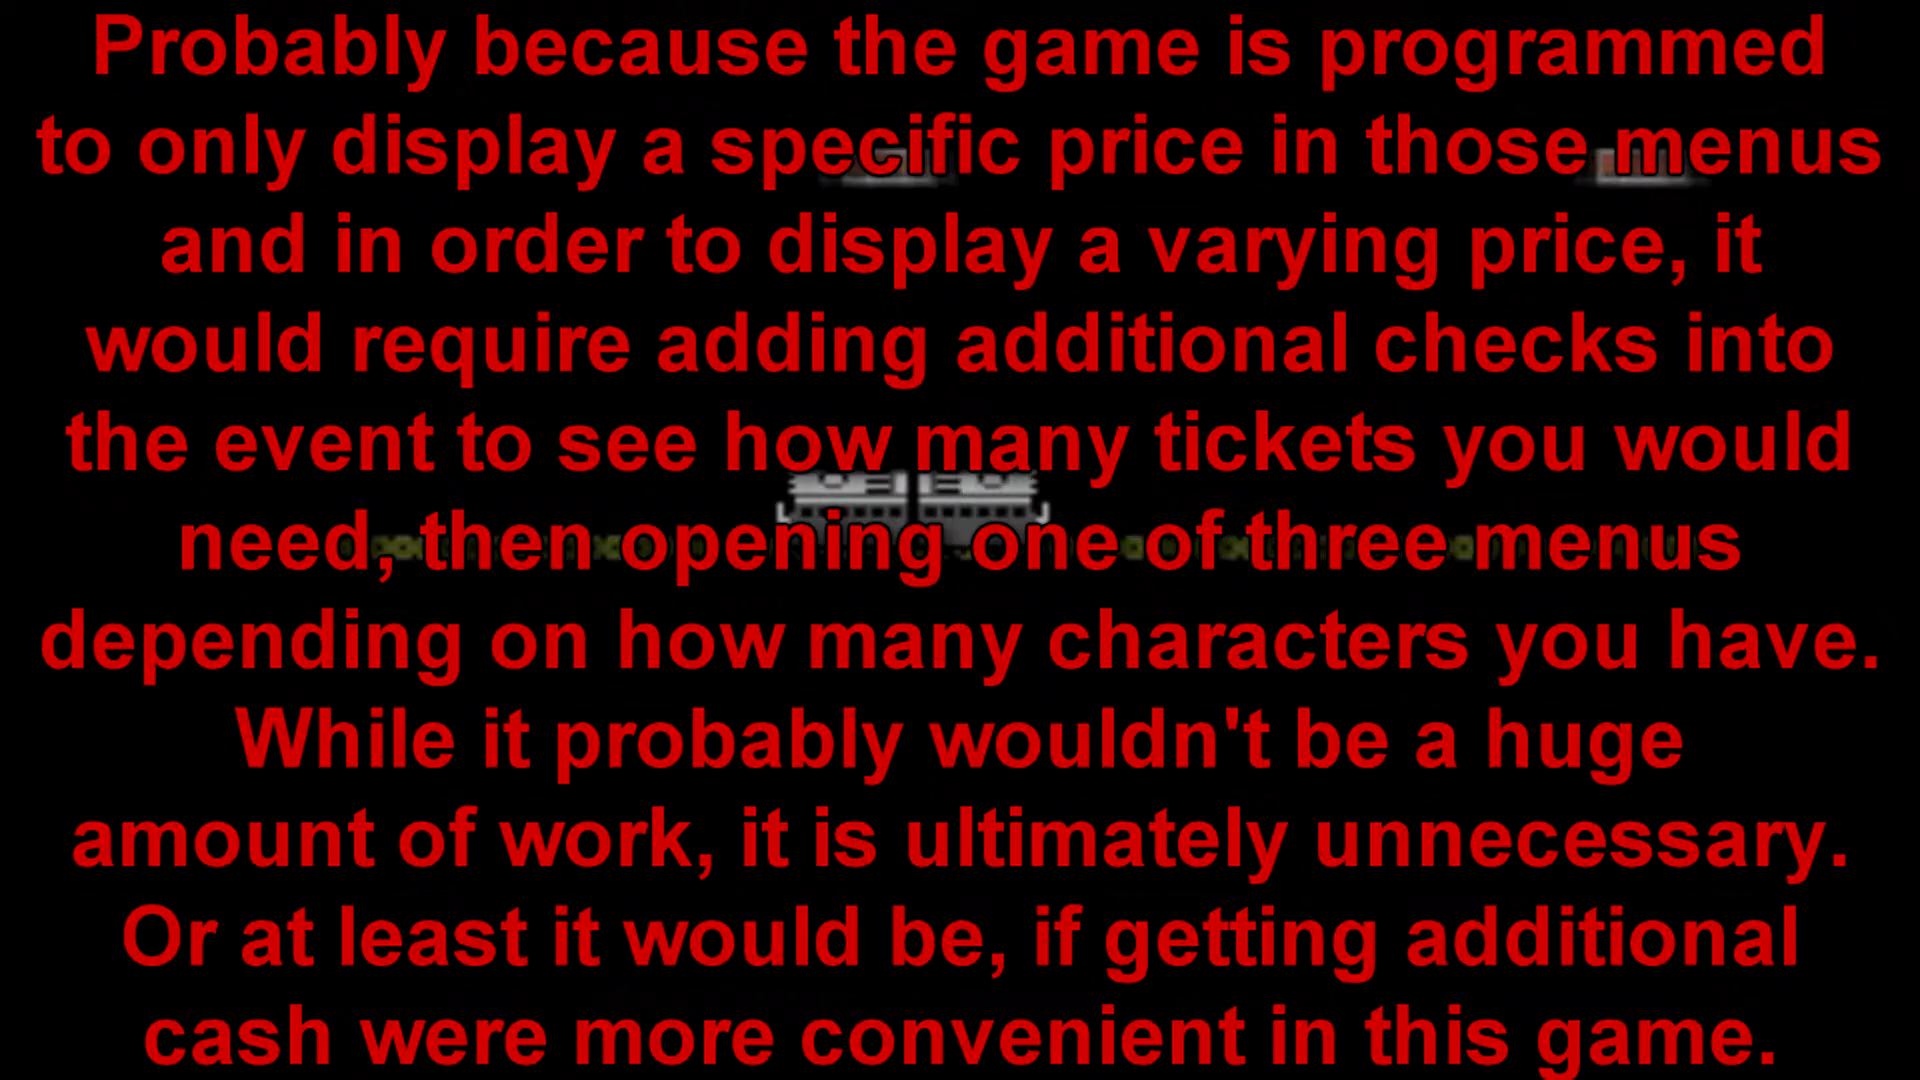 Probably because the game is programmed
to only display a specific price in those menus
and in order to display a varying price, it
would require adding additional checks into
the event to see how many tickets you would
need, then opening one of three menus
depending on how many characters you have.
While it probably wouldn't be a huge
amount of work, it is ultimately unnecessary.
Or at least it would be, if getting additional
cash were more convenient in this game.